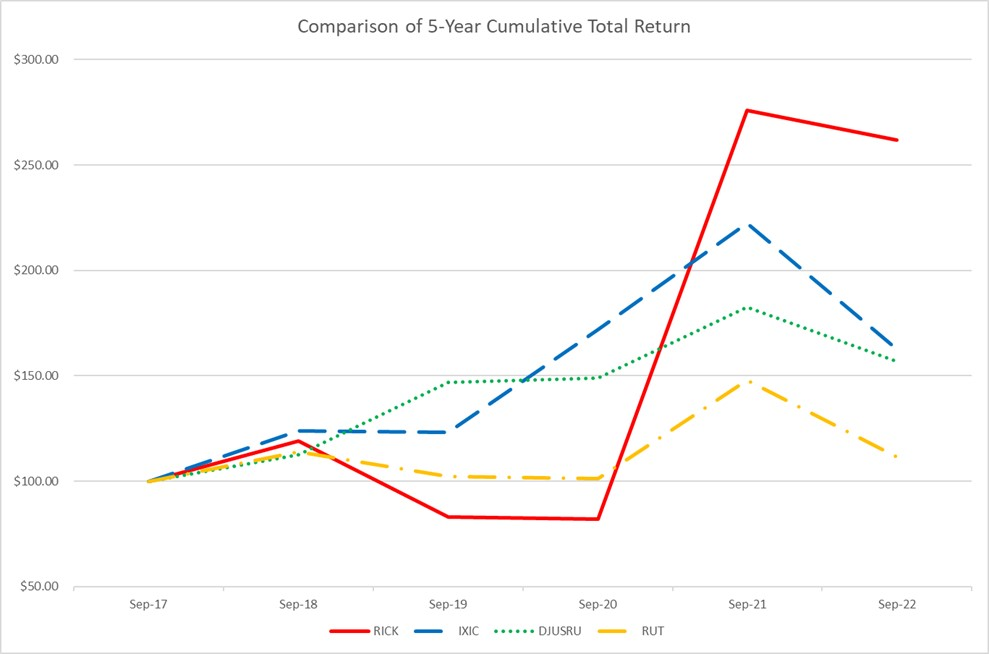 Comparison of 5-Year Cumulative Total Return
$300.00
$250.00
$200.00
$150.00
$100.00
$50.00
Sep-17 Sep-18 Sep-19 Sep-20 Sep-21 Sep-22
RICK IXIC DJUSRU RUT